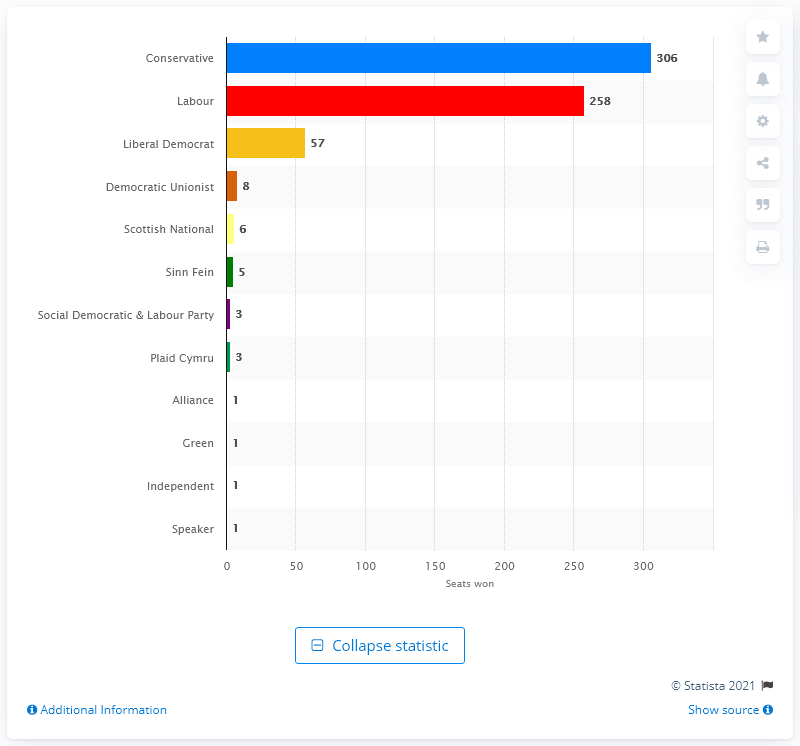 Conservative 306
Labour 258
Liberal Democrat 57
Democratic Unionist 8
Scottish National 6
Sinn Fein 5
Social Democratic & Labour Party 3
Plaid Cymru 3
Alliance 1
Green 1
Independent 1
Speaker 1
0 50 100 150 200 250 300
Seats won
Collapse statistic
© Statista 2021
Additional Information Show source